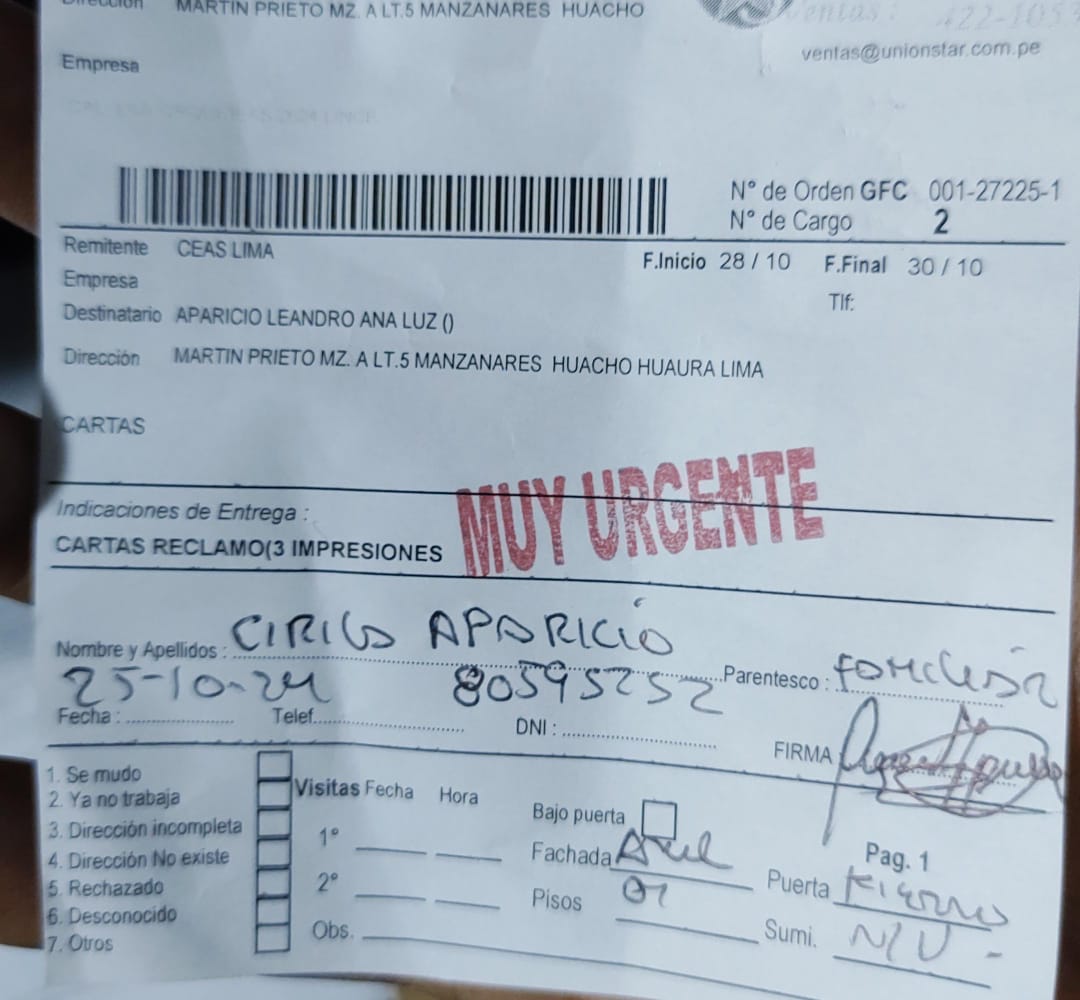 Dirección MARTIN PRIETO MZ. A LT.5 MANZANARES HUACHO
Ventas: 422-1053
ventas@unionstar.com.pe
Empresa
N° de Orden GFC 001-27225-1
N° de Cargo 2
Remitente CEAS LIMA
F.Inicio 28 / 10 F.Final 30 / 10
Empresa
Tlf:
Destinatario APARICIO LEANDRO ANA LUZ ()
Dirección MARTIN PRIETO MZ. A LT.5 MANZANARES HUACHO HUAURA LIMA
CARTAS
MUY URGENTE
Indicaciones de Entrega :
CARTAS RECLAMO(3 IMPRESIONES
Nombre y Apellidos : CIRILO APARICIO Parentesco :
25-10-24 80595252
Fecha : Telef. DNI :
FIRMA
1. Se mudo
2. Ya no trabaja
3. Dirección incompleta
4. Dirección No existe
5. Rechazado
6. Desconocido
7. Otros
Visitas Fecha Hora
1°
2°
Obs.
Bajo puerta
Fachada Azul
Pisos 01
Pag. 1
Puerta Fierro
Sumi. N/V -